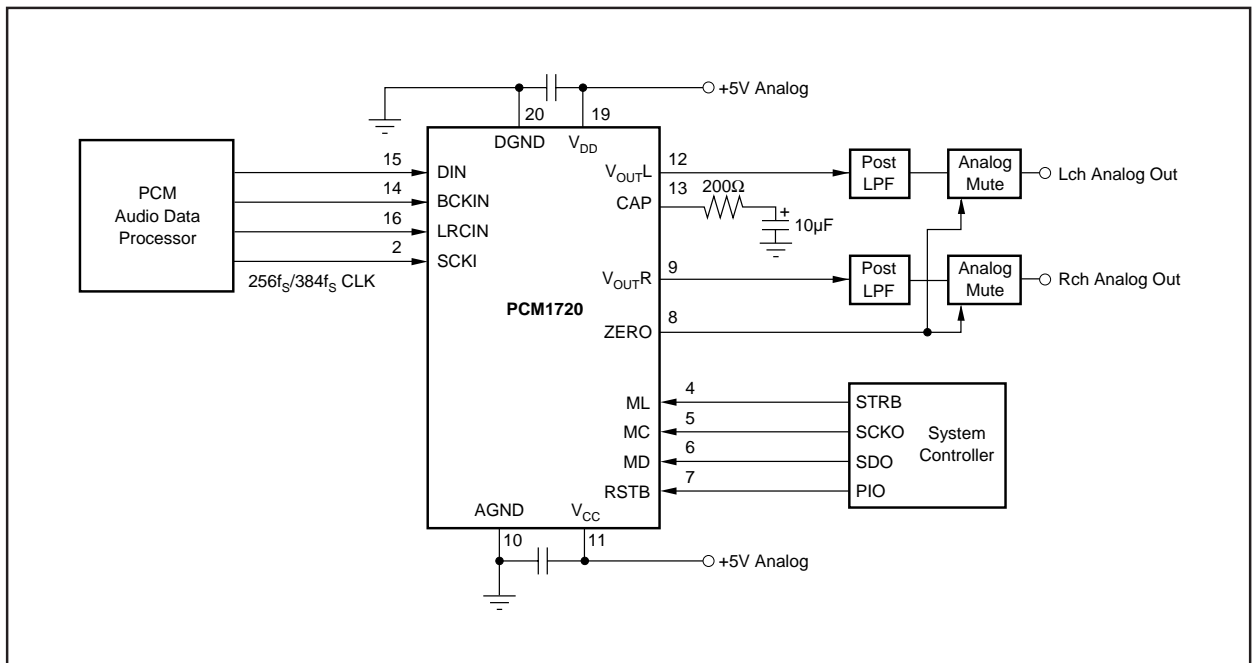 +5V Analog
20
19
DGND
VDD
PCM
Audio Data
Processor
15
DIN
14
BCKIN
16
LRCIN
2
SCKI
256fS/384fS CLK
PCM1720
12
VOUTL
13
CAP
200Ω
+
10µF
9
VOUTR
8
ZERO
Post
LPF
Analog
Mute
Lch Analog Out
Post
LPF
Analog
Mute
Rch Analog Out
4
ML
STRB
5
MC
SCKO
6
MD
SDO
7
RSTB
PIO
System
Controller
AGND
VCC
10
11
+5V Analog